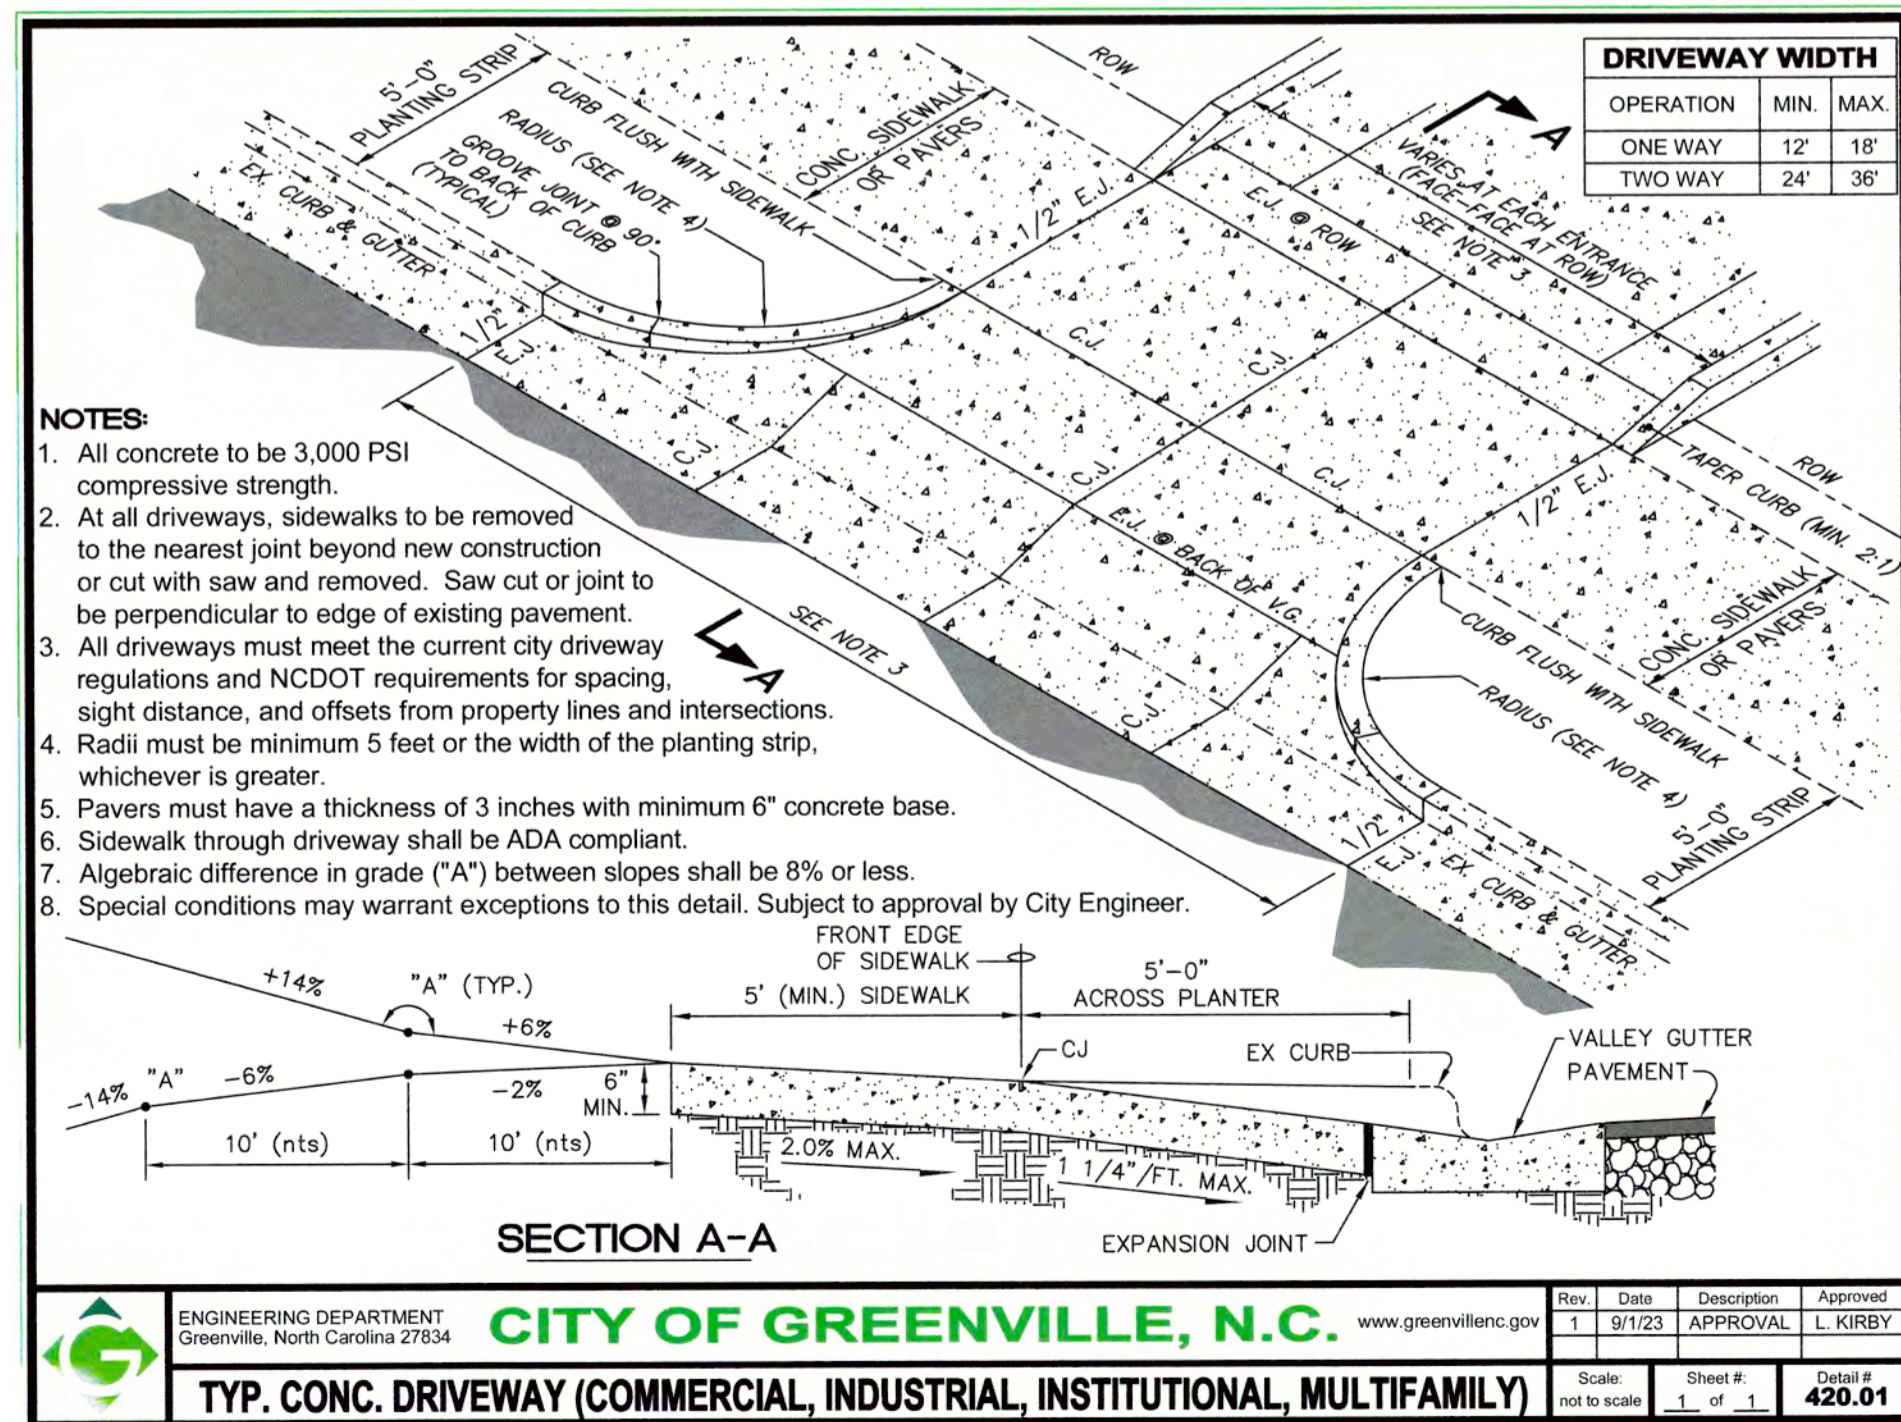 DRIVEWAY WIDTH
OPERATION MIN. MAX.
ONE WAY 12' 18'
TWO WAY 24' 36'
5'-0"
PLANTING STRIP
CURB FLUSH WITH SIDEWALK
RADIUS (SEE NOTE 4)
GROOVE JOINT @ 90°
TO BACK OF CURB
(TYPICAL)
EX. CURB & GUTTER
CONC. SIDEWALK
OR PAVERS
ROW
1/2" E.J.
E.J. @ ROW
VARIES AT EACH ENTRANCE
(FACE-FACE AT ROW)
SEE NOTE 3
A
1/2"
E.J.
C.J.
C.J.
C.J.
C.J.
C.J.
C.J.
E.J. @ BACK OF V.G.
SEE NOTE 3
A
1/2" E.J.
ROW
TAPER CURB (MIN. 2:1)
CONC. SIDEWALK
OR PAVERS
CURB FLUSH WITH SIDEWALK
RADIUS (SEE NOTE 4)
5'-0"
PLANTING STRIP
1/2"
E.J.
EX. CURB & GUTTER
NOTES:
1. All concrete to be 3,000 PSI
compressive strength.
2. At all driveways, sidewalks to be removed
to the nearest joint beyond new construction
or cut with saw and removed. Saw cut or joint to
be perpendicular to edge of existing pavement.
3. All driveways must meet the current city driveway
regulations and NCDOT requirements for spacing,
sight distance, and offsets from property lines and intersections.
4. Radii must be minimum 5 feet or the width of the planting strip,
whichever is greater.
5. Pavers must have a thickness of 3 inches with minimum 6" concrete base.
6. Sidewalk through driveway shall be ADA compliant.
7. Algebraic difference in grade ("A") between slopes shall be 8% or less.
8. Special conditions may warrant exceptions to this detail. Subject to approval by City Engineer.
FRONT EDGE
OF SIDEWALK
5' (MIN.) SIDEWALK
5'-0"
ACROSS PLANTER
+14%
"A" (TYP.)
+6%
-14%
"A"
-6%
-2%
6"
MIN.
10' (nts)
10' (nts)
CJ
EX CURB
VALLEY GUTTER
PAVEMENT
2.0% MAX.
1 1/4"/FT. MAX.
EXPANSION JOINT
SECTION A-A
ENGINEERING DEPARTMENT
Greenville, North Carolina 27834
CITY OF GREENVILLE, N.C.
www.greenvillenc.gov
Rev. Date Description Approved
1 9/1/23 APPROVAL L. KIRBY
TYP. CONC. DRIVEWAY (COMMERCIAL, INDUSTRIAL, INSTITUTIONAL, MULTIFAMILY)
Scale:
not to scale
Sheet #:
1 of 1
Detail #
420.01